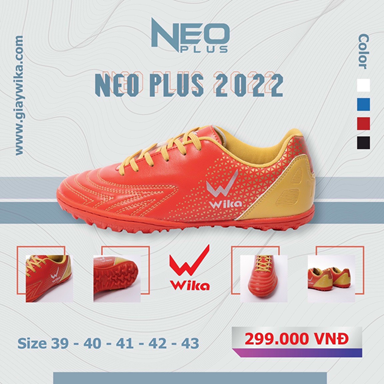 NEO
PLUS
Color
www.giaywika.com
NEO PLUS 2022
Wika
Wika
Size 39 - 40 - 41 - 42 - 43
299.000 VNĐ